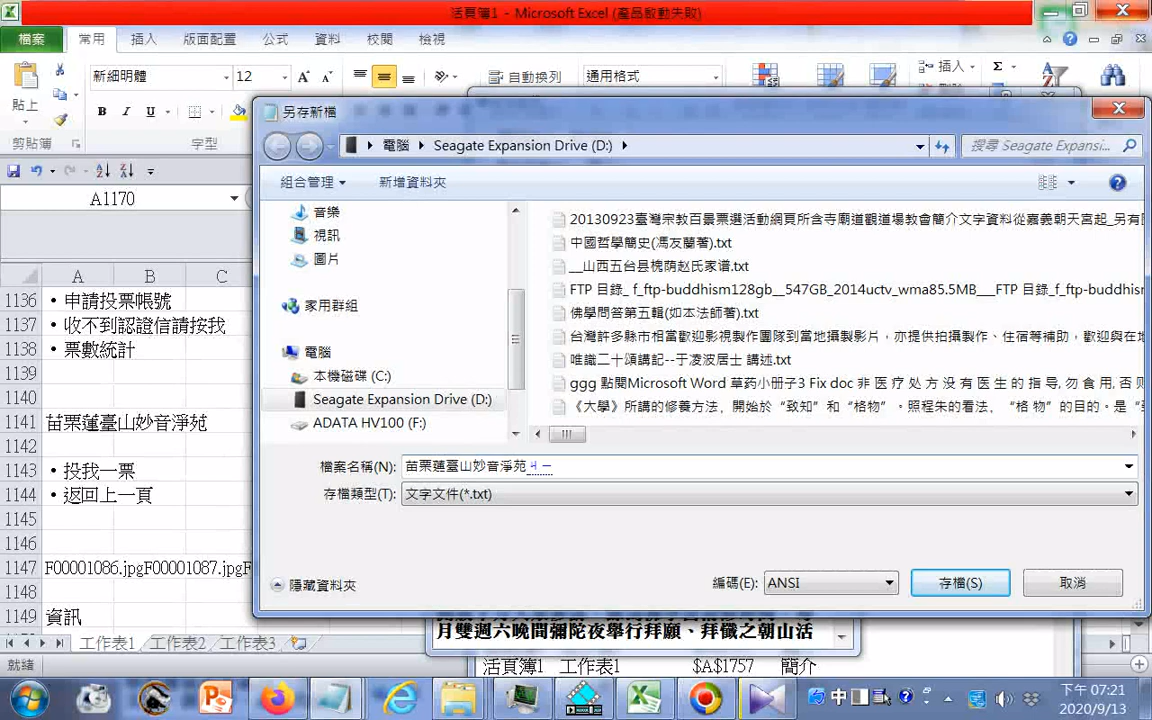 活頁簿1 - Microsoft Excel (產品啟動失敗)
檔案 常用 插入 版面配置 公式 資料 校閱 檢視
新細明體 12 自動換列 通用格式 插入
貼上
剪貼簿 字型
另存新檔
電腦 Seagate Expansion Drive (D:) 搜尋 Seagate Expansi...
組合管理 新增資料夾
A1170
A B C
1136 • 申請投票帳號
1137 • 收不到認證信請按我
1138 • 票數統計
1139
1140
1141 苗栗蓮臺山妙音淨苑
1142
1143 • 投我一票
1144 • 返回上一頁
1145
1146
1147 F00001086.jpgF00001087.jpgF
1148
1149 資訊
音樂
視訊
圖片
家用群組
電腦
本機磁碟 (C:)
Seagate Expansion Drive (D:)
ADATA HV100 (F:)
20130923臺灣宗教百景票選活動網頁所含寺廟道觀道場教會簡介文字資料從嘉義朝天宮起_另有
中國哲學簡史(馮友蘭著).txt
__山西五台县槐荫赵氏家谱.txt
FTP 目錄_ f_ftp-buddhism128gb__547GB_2014uctv_wma85.5MB___FTP 目錄_f_ftp-buddhism
佛學問答第五輯(如本法師著).txt
台灣許多縣市相當歡迎影視製作團隊到當地攝製影片，亦提供拍攝製作、住宿等補助，歡迎與在
唯識二十頌講記--于凌波居士 講述.txt
ggg 點閱Microsoft Word 草药小册子3 Fix doc 非 医 疗 处 方 没 有 医 生 的 指 导, 勿 食 用, 否
《大學》所講的修養方法，開始於“致知”和“格物”。照程朱的看法，“格 物”的目的。是
檔案名稱(N): 苗栗蓮臺山妙音淨苑ㄐㄧ
存檔類型(T): 文字文件(*.txt)
隱藏資料夾 編碼(E): ANSI 存檔(S) 取消
月雙週六晚間彌陀夜舉行拜願、拜儀之朝山活
活頁簿1 工作表1 $A$1757 簡介
工作表1 工作表2 工作表3
就緒
中
下午 07:21
2020/9/13